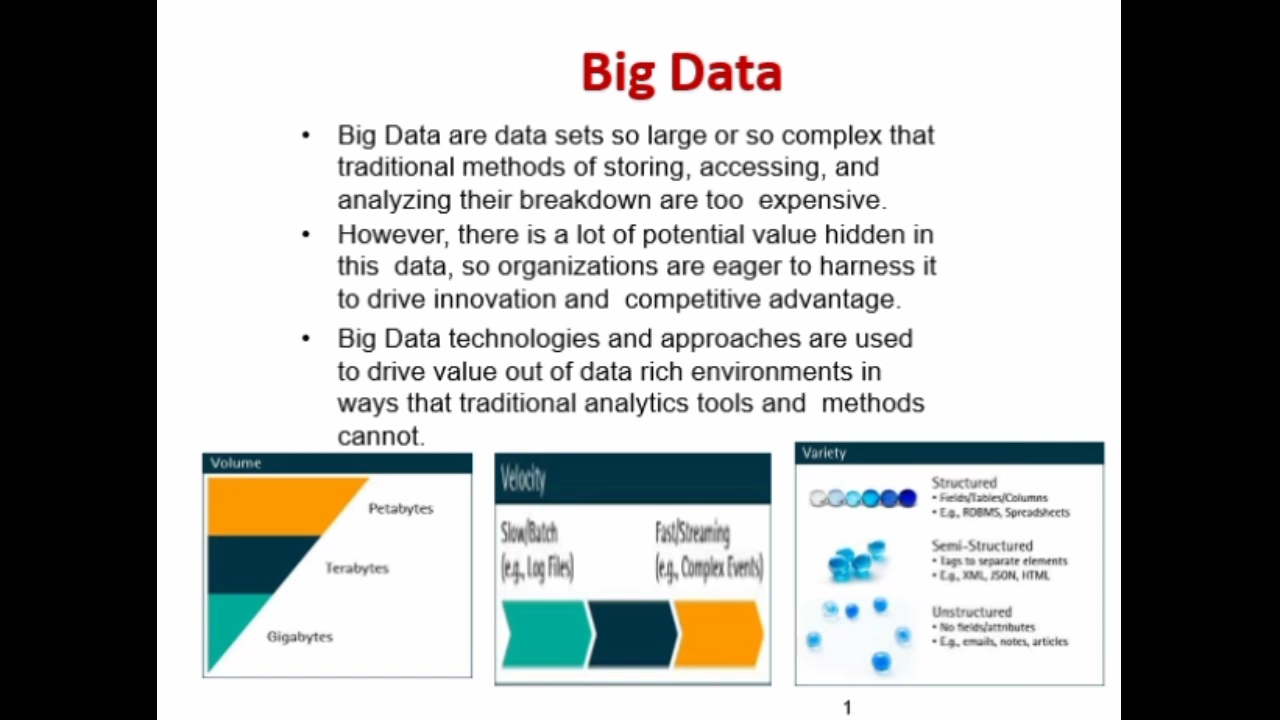 Big Data
• Big Data are data sets so large or so complex that
traditional methods of storing, accessing, and
analyzing their breakdown are too expensive.
• However, there is a lot of potential value hidden in
this data, so organizations are eager to harness it
to drive innovation and competitive advantage.
• Big Data technologies and approaches are used
to drive value out of data rich environments in
ways that traditional analytics tools and methods
cannot.
Volume
Petabytes
Terabytes
Gigabytes
Velocity
Slow/Batch
(e.g., Log Files)
Fast/Streaming
(e.g., Complex Events)
Variety
Structured
• Fields/Tables/Columns
• E.g., RDBMS, Spreadsheets
Semi-Structured
• Tags to separate elements
• E.g., XML, JSON, HTML
Unstructured
• No fields/attributes
• E.g., emails, notes, articles
1